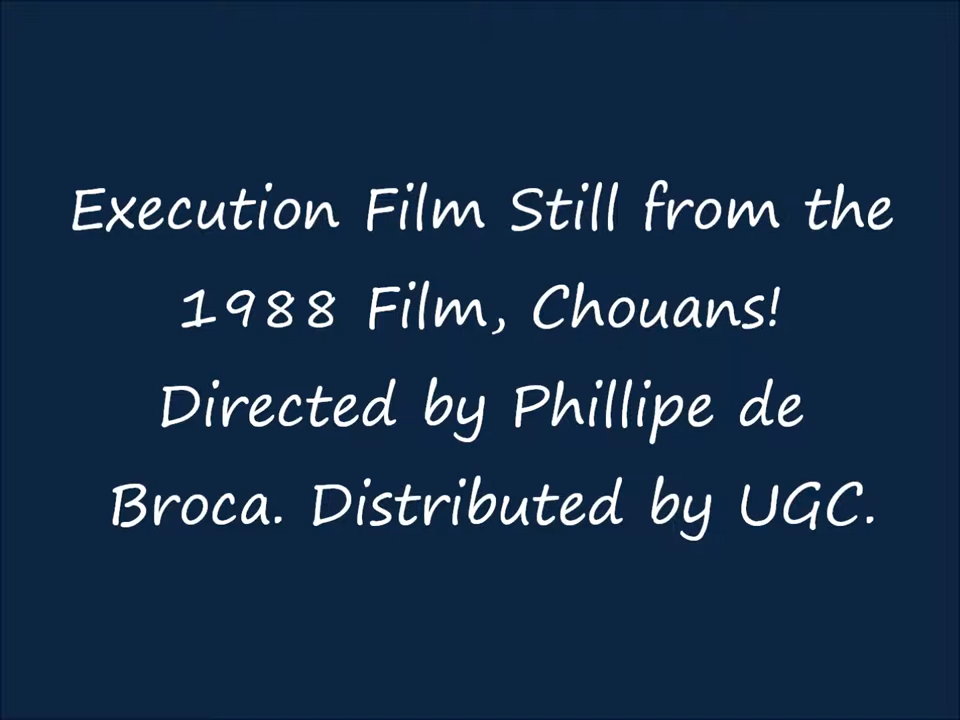 Execution Film Still from the
1988 Film, Chouans!
Directed by Phillipe de
Broca. Distributed by UGC.